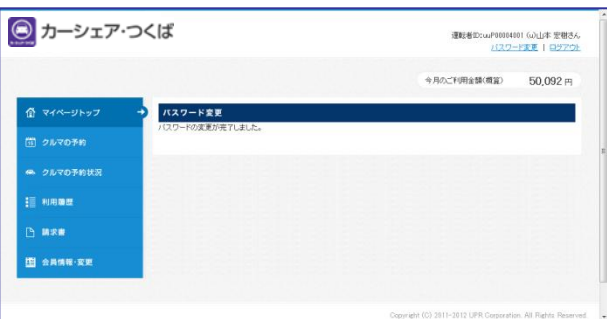 カーシェア・つくば
運転者ID:uuP00004001 (ω)山本 宏樹さん
パスワード変更 | ログアウト
今月のご利用金額(概算) 50,092 円
マイページトップ
クルマの予約
クルマの予約状況
利用履歴
請求書
会員情報・変更
パスワード変更
パスワードの変更が完了しました。
Copyright (C) 2011-2012 UPR Corporation. All Rights Reserved.